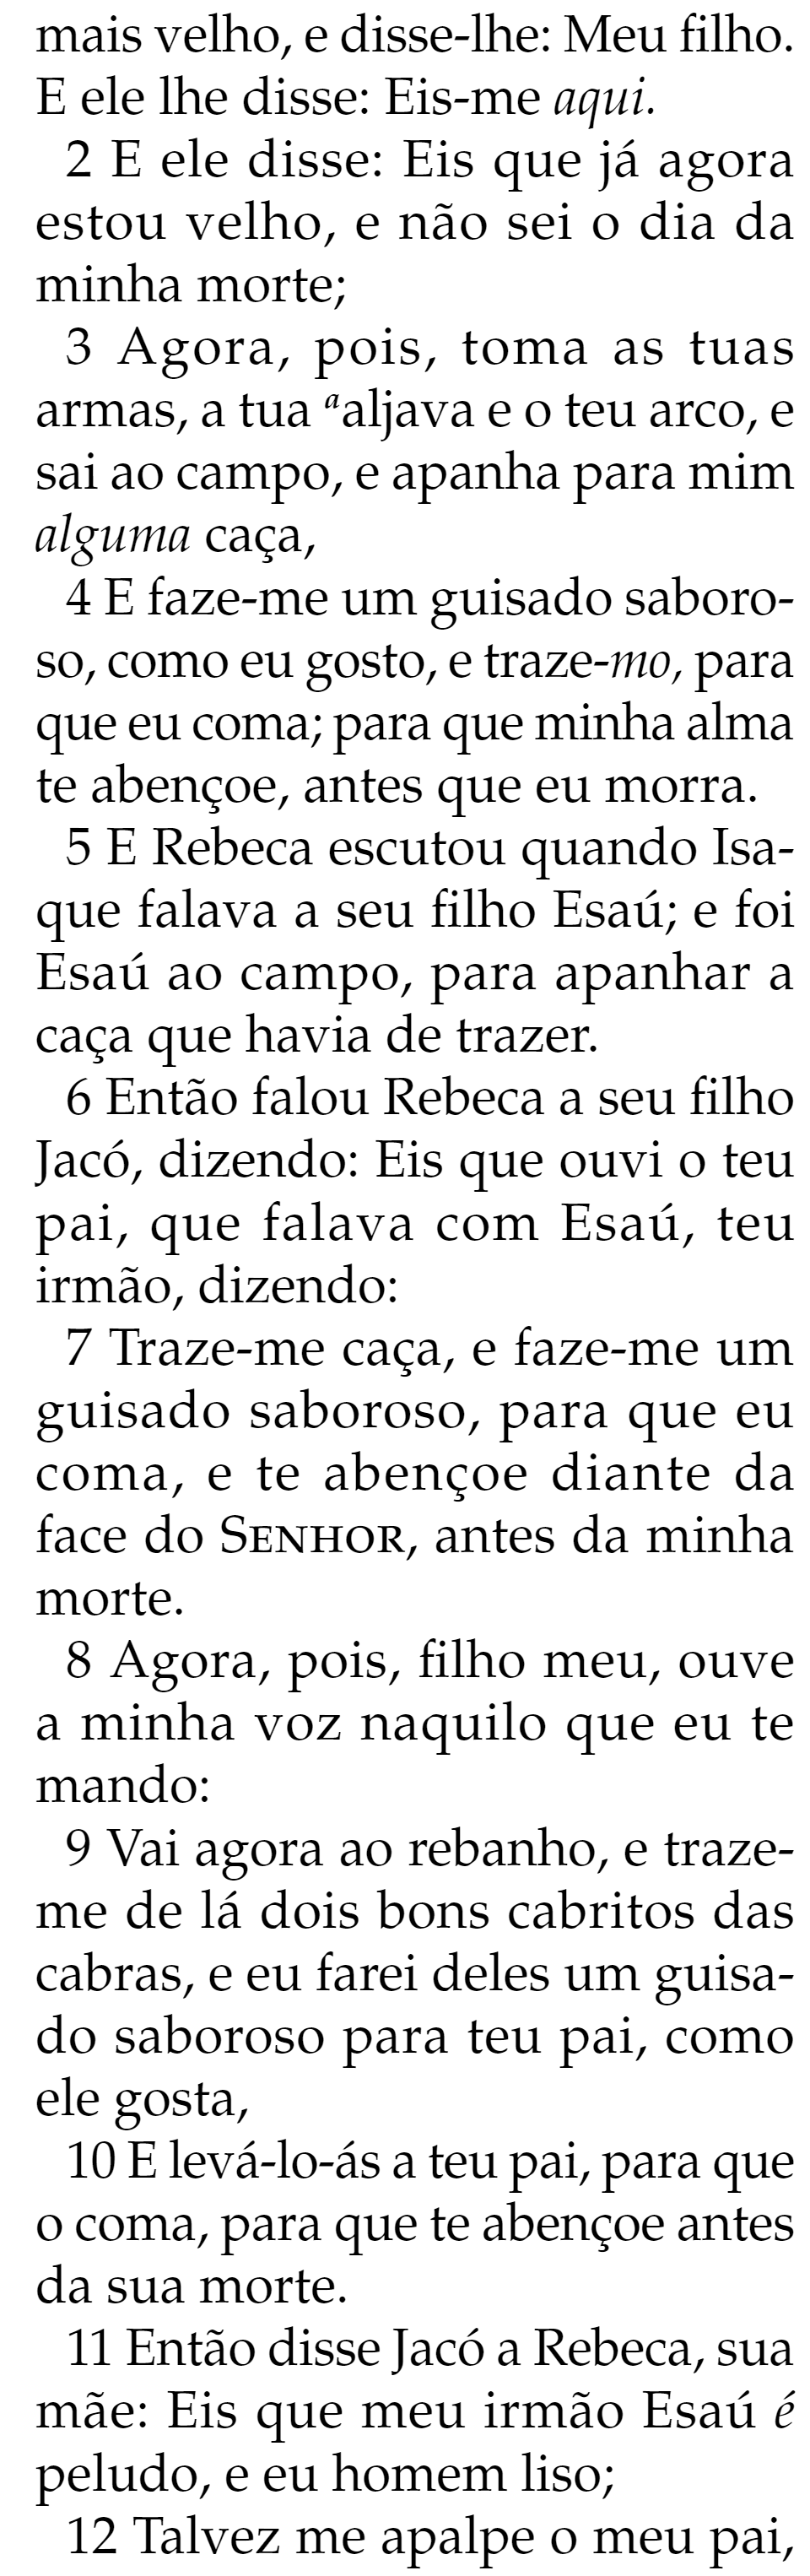 mais velho, e disse-lhe: Meu filho.
E ele lhe disse: Eis-me aqui.
2 E ele disse: Eis que já agora
estou velho, e não sei o dia da
minha morte;
3 Agora, pois, toma as tuas
armas, a tua ᵃaljava e o teu arco, e
sai ao campo, e apanha para mim
alguma caça,
4 E faze-me um guisado saboro-
so, como eu gosto, e traze-mo, para
que eu coma; para que minha alma
te abençoe, antes que eu morra.
5 E Rebeca escutou quando Isa-
que falava a seu filho Esaú; e foi
Esaú ao campo, para apanhar a
caça que havia de trazer.
6 Então falou Rebeca a seu filho
Jacó, dizendo: Eis que ouvi o teu
pai, que falava com Esaú, teu
irmão, dizendo:
7 Traze-me caça, e faze-me um
guisado saboroso, para que eu
coma, e te abençoe diante da
face do SENHOR, antes da minha
morte.
8 Agora, pois, filho meu, ouve
a minha voz naquilo que eu te
mando:
9 Vai agora ao rebanho, e traze-
me de lá dois bons cabritos das
cabras, e eu farei deles um guisa-
do saboroso para teu pai, como
ele gosta,
10 E levá-lo-ás a teu pai, para que
o coma, para que te abençoe antes
da sua morte.
11 Então disse Jacó a Rebeca, sua
mãe: Eis que meu irmão Esaú é
peludo, e eu homem liso;
12 Talvez me apalpe o meu pai,